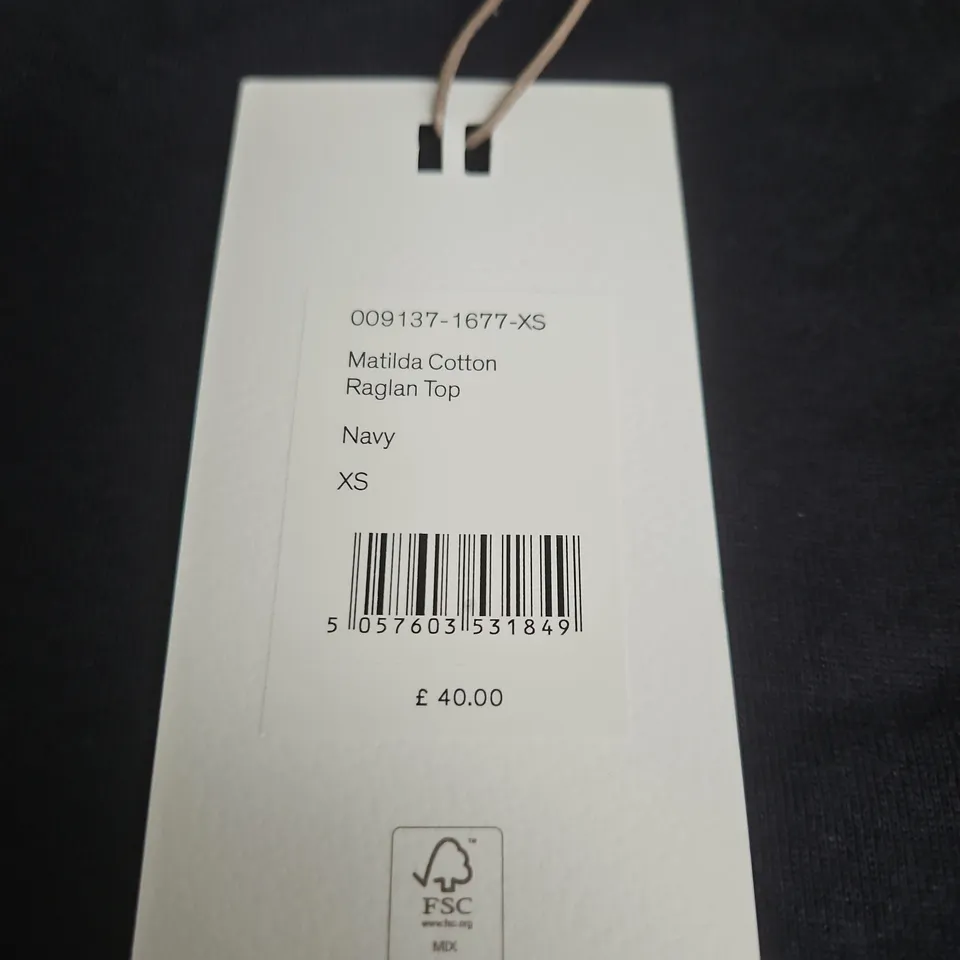 009137-1677-XS
Matilda Cotton
Raglan Top
Navy
XS
5 057603 531849
£ 40.00
TM
FSC
www.fsc.org
MIX